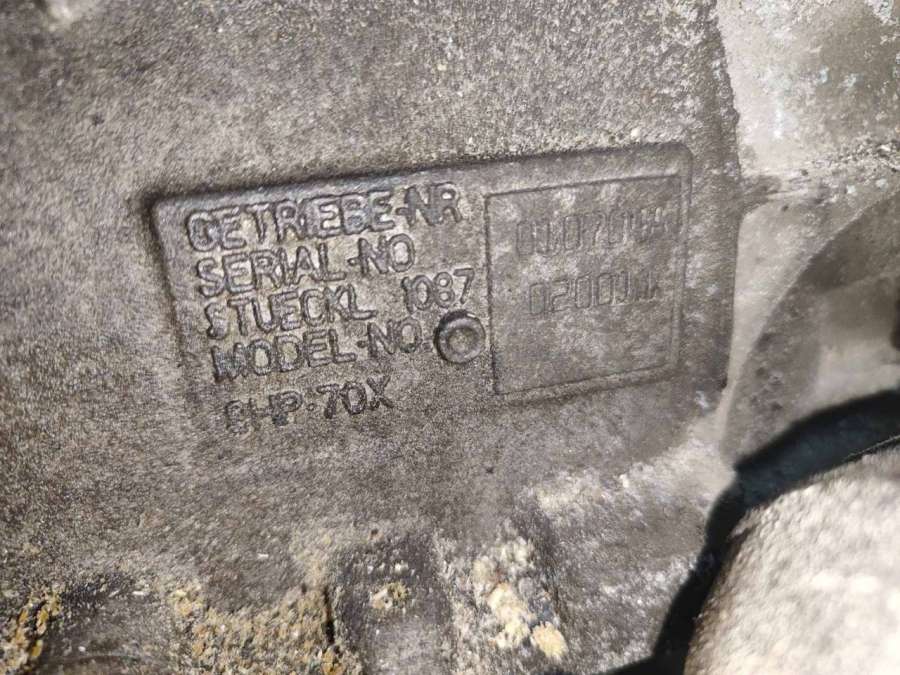 GETRIEBE-NR
SERIAL-NO
STUECKL 1087
MODEL-NO.
6HP-70X